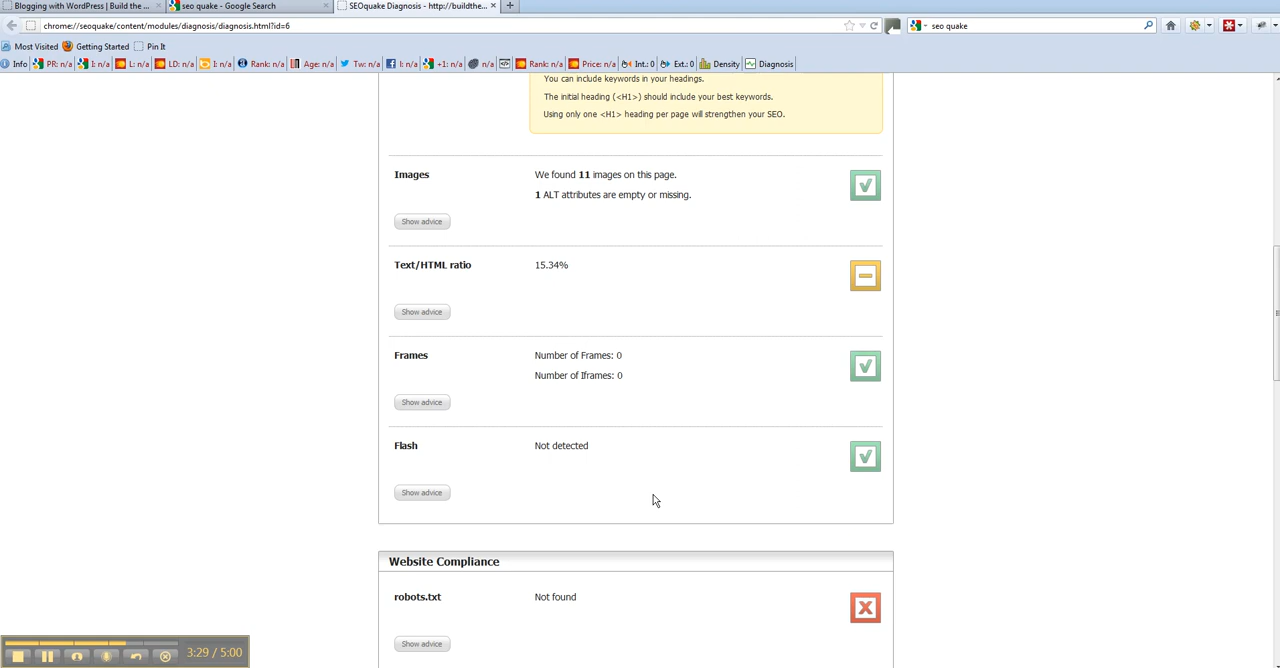 Blogging with WordPress | Build the ... ×
seo quake - Google Search ×
SEOquake Diagnosis - http://buildthe... ×
chrome://seoquake/content/modules/diagnosis/diagnosis.html?id=6
seo quake
Most Visited Getting Started Pin It
Info PR: n/a I: n/a L: n/a LD: n/a I: n/a Rank: n/a Age: n/a Tw: n/a I: n/a +1: n/a n/a Rank: n/a Price: n/a Int.: 0 Ext.: 0 Density Diagnosis
You can include keywords in your headings.
The initial heading (<H1>) should include your best keywords.
Using only one <H1> heading per page will strengthen your SEO.
Images
We found 11 images on this page.
1 ALT attributes are empty or missing.
Show advice
Text/HTML ratio
15.34%
Show advice
Frames
Number of Frames: 0
Number of Iframes: 0
Show advice
Flash
Not detected
Show advice
Website Compliance
robots.txt
Not found
Show advice
3:29 / 5:00